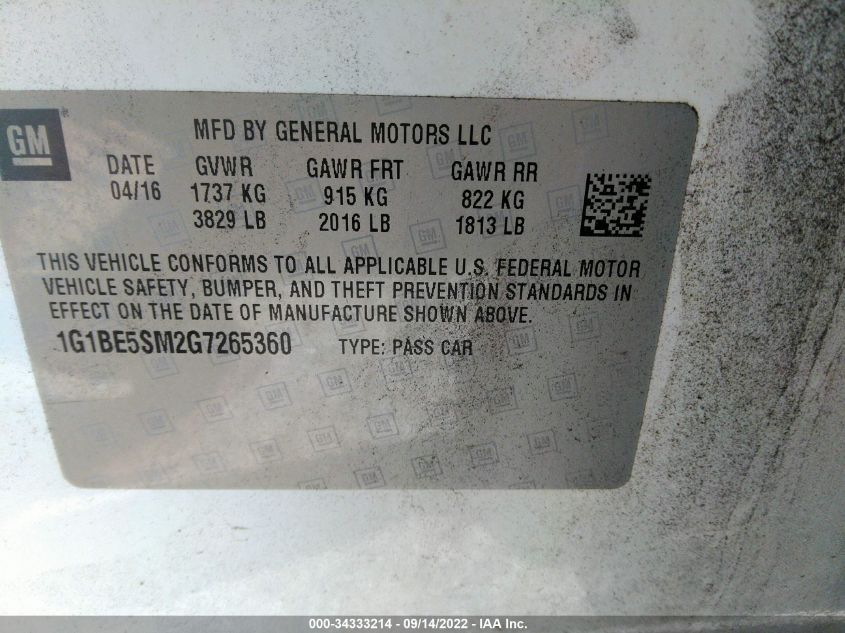 GM
MFD BY GENERAL MOTORS LLC
DATE GVWR GAWR FRT GAWR RR
04/16 1737 KG 915 KG 822 KG
3829 LB 2016 LB 1813 LB
THIS VEHICLE CONFORMS TO ALL APPLICABLE U.S. FEDERAL MOTOR
VEHICLE SAFETY, BUMPER, AND THEFT PREVENTION STANDARDS IN
EFFECT ON THE DATE OF MANUFACTURE SHOWN ABOVE.
1G1BE5SM2G7265360 TYPE: PASS CAR
000-34333214 - 09/14/2022 - IAA Inc.